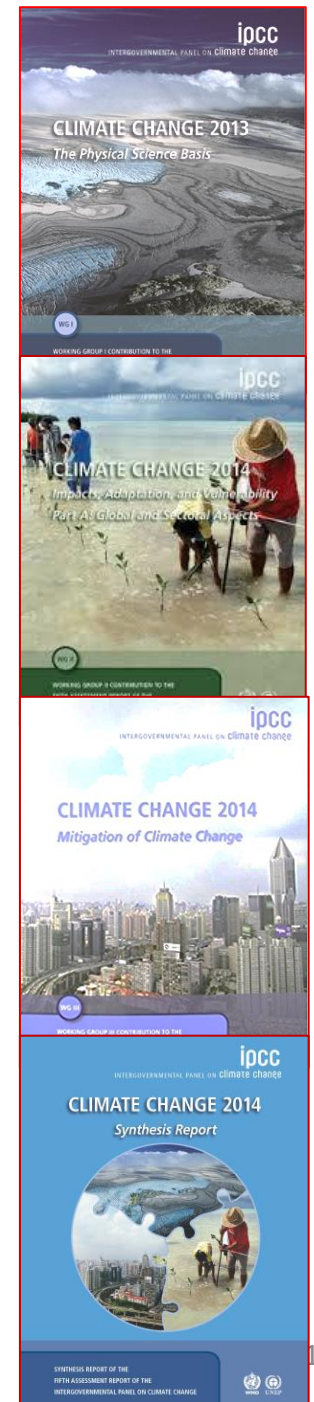 ipcc
INTERGOVERNMENTAL PANEL ON climate change
CLIMATE CHANGE 2013
The Physical Science Basis
WG I
WORKING GROUP I CONTRIBUTION TO THE
ipcc
INTERGOVERNMENTAL PANEL ON climate change
CLIMATE CHANGE 2014
Impacts, Adaptation, and Vulnerability
Part A: Global and Sectoral Aspects
WG II
WORKING GROUP II CONTRIBUTION TO THE
FIFTH ASSESSMENT REPORT OF THE
ipcc
INTERGOVERNMENTAL PANEL ON climate change
CLIMATE CHANGE 2014
Mitigation of Climate Change
WG III
WORKING GROUP III CONTRIBUTION TO THE
ipcc
INTERGOVERNMENTAL PANEL ON climate change
CLIMATE CHANGE 2014
Synthesis Report
1
SYNTHESIS REPORT OF THE
FIFTH ASSESSMENT REPORT OF THE
INTERGOVERNMENTAL PANEL ON CLIMATE CHANGE
WMO UNEP